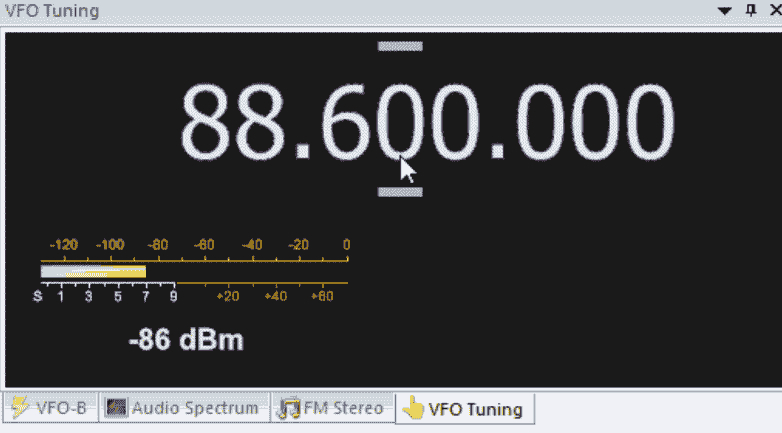 VFO Tuning
88.600.000
-120 -100 -80 -60 -40 -20 0
S 1 3 5 7 9 +20 +40 +60
-86 dBm
VFO-B Audio Spectrum FM Stereo VFO Tuning